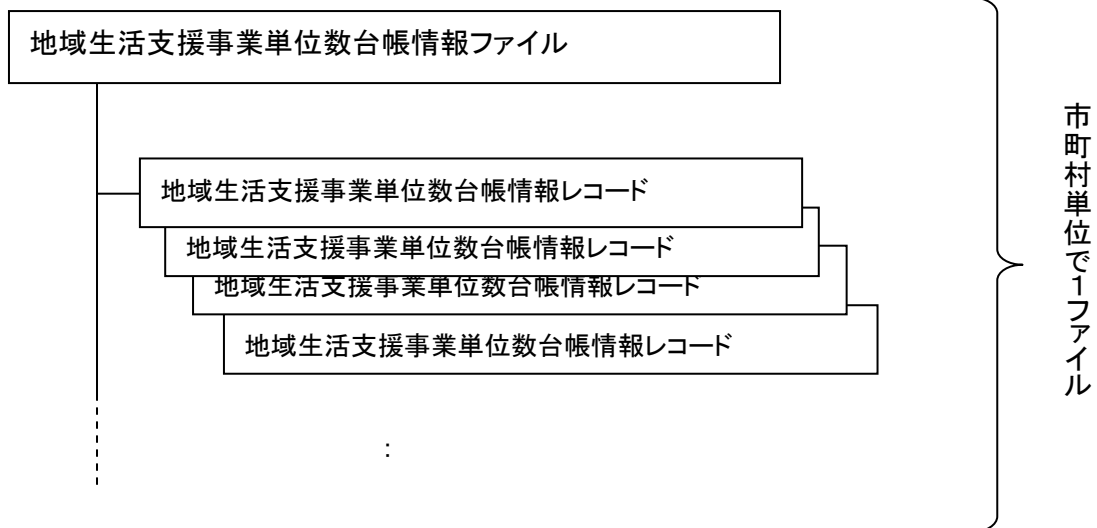 地域生活支援事業単位数台帳情報ファイル
地域生活支援事業単位数台帳情報レコード
地域生活支援事業単位数台帳情報レコード
地域生活支援事業単位数台帳情報レコード
地域生活支援事業単位数台帳情報レコード
:
市町村単位で1ファイル